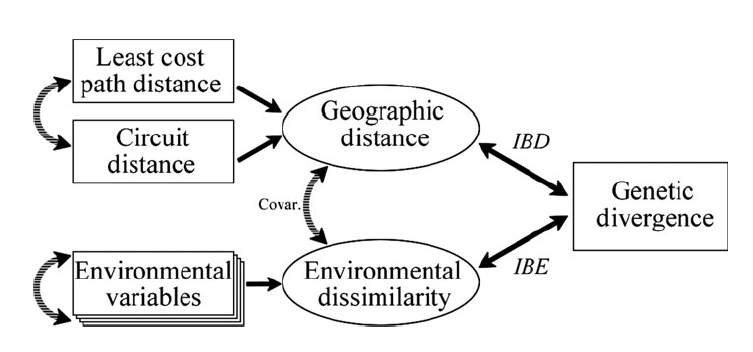 Least cost
path distance
Circuit
distance
Geographic
distance
IBD
Covar.
Genetic
divergence
Environmental
variables
Environmental
dissimilarity
IBE